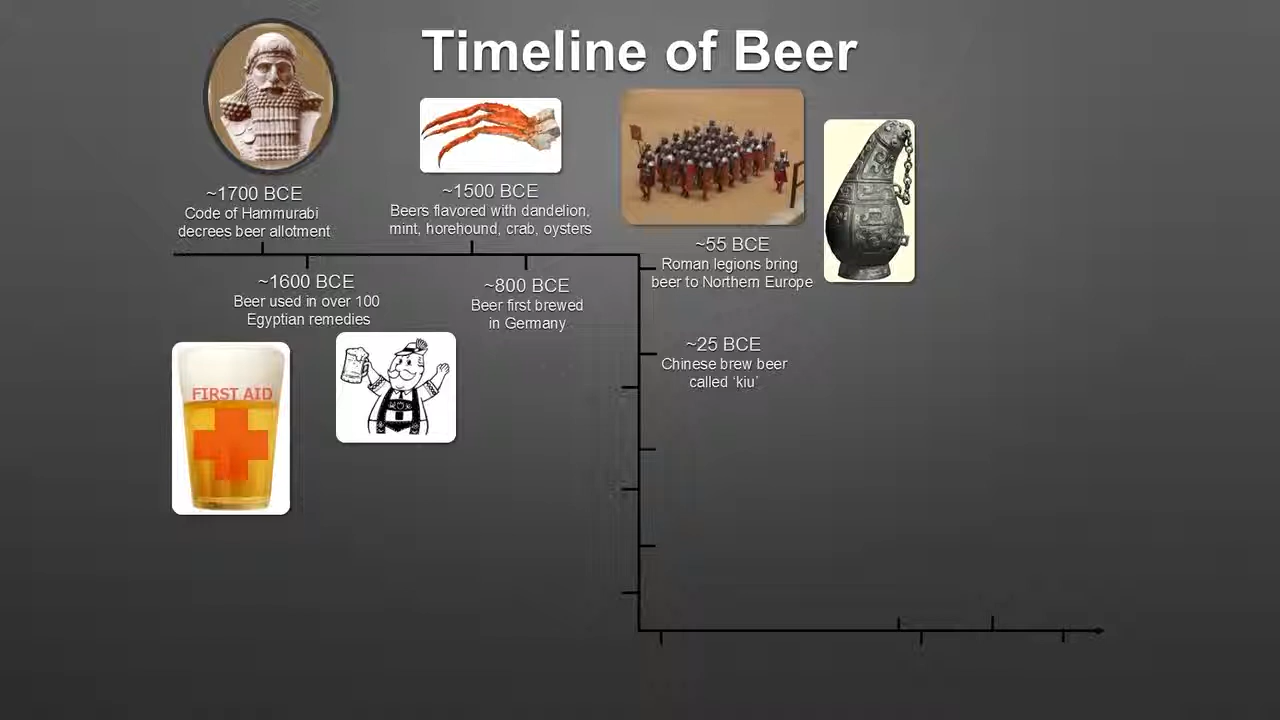 Timeline of Beer
~1700 BCE
Code of Hammurabi
decrees beer allotment
~1500 BCE
Beers flavored with dandelion,
mint, horehound, crab, oysters
~1600 BCE
Beer used in over 100
Egyptian remedies
~800 BCE
Beer first brewed
in Germany
~55 BCE
Roman legions bring
beer to Northern Europe
~25 BCE
Chinese brew beer
called ‘kiu’
FIRST AID